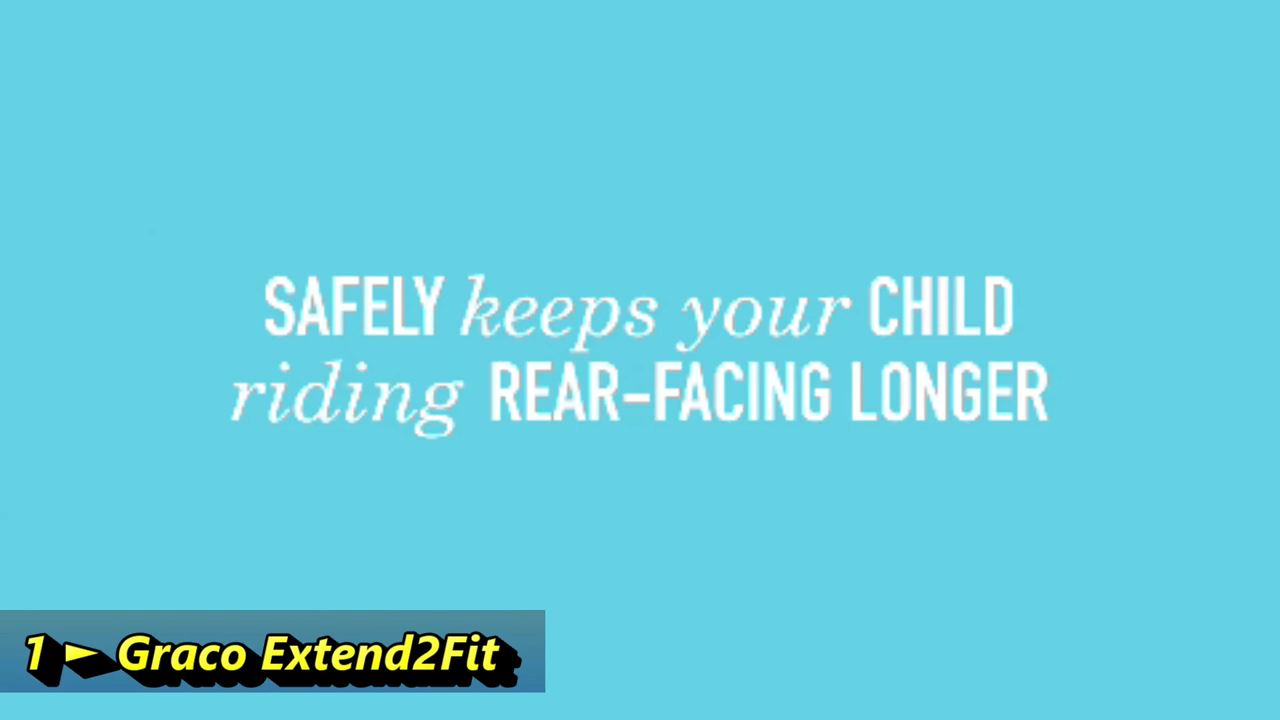 SAFELY keeps your CHILD
riding REAR-FACING LONGER
1 ► Graco Extend2Fit